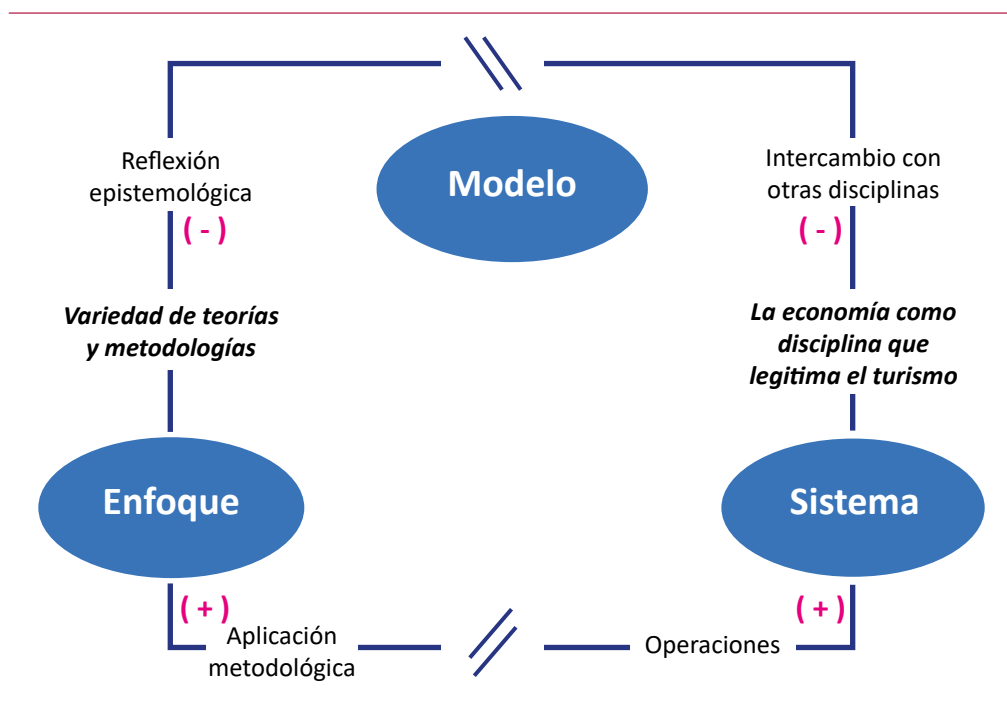 Modelo
Reflexión
epistemológica
( - )
Intercambio con
otras disciplinas
( - )
Variedad de teorías
y metodologías
La economía como
disciplina que
legitima el turismo
Enfoque
Sistema
( + )
Aplicación
metodológica
( + )
Operaciones